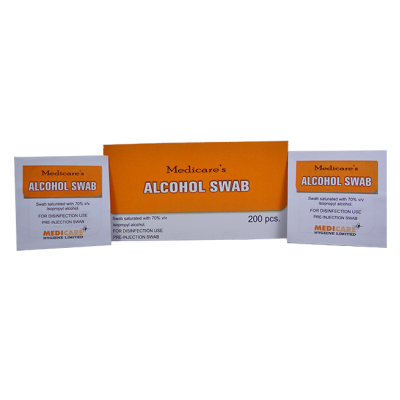 Medicare's
ALCOHOL SWAB
Swab saturated with 70% v/v
Isopropyl alcohol.
FOR DISINFECTION USE
PRE-INJECTION SWAB
MEDICARE
HYGIENE LIMITED
Medicare's
ALCOHOL SWAB
200 pcs.
Swab saturated with 70% v/v
Isopropyl alcohol.
FOR DISINFECTION USE
PRE-INJECTION SWAB
Medicare's
ALCOHOL SWAB
Swab saturated with 70% v/v
Isopropyl alcohol.
FOR DISINFECTION USE
PRE-INJECTION SWAB
MEDICARE
HYGIENE LIMITED